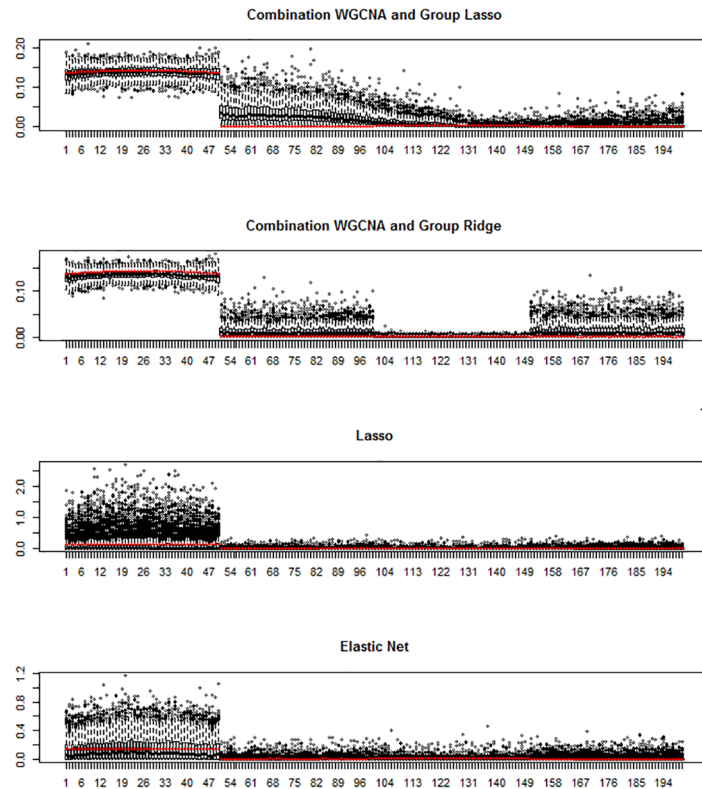 Combination WGCNA and Group Lasso
0.20
0.10
0.00
1 6 12 19 26 33 40 47 54 61 68 75 82 89 96 104 113 122 131 140 149 158 167 176 185 194
Combination WGCNA and Group Ridge
0.10
0.00
1 6 12 19 26 33 40 47 54 61 68 75 82 89 96 104 113 122 131 140 149 158 167 176 185 194
Lasso
2.0
1.0
0.0
1 6 12 19 26 33 40 47 54 61 68 75 82 89 96 104 113 122 131 140 149 158 167 176 185 194
Elastic Net
1.2
0.8
0.4
0.0
1 6 12 19 26 33 40 47 54 61 68 75 82 89 96 104 113 122 131 140 149 158 167 176 185 194